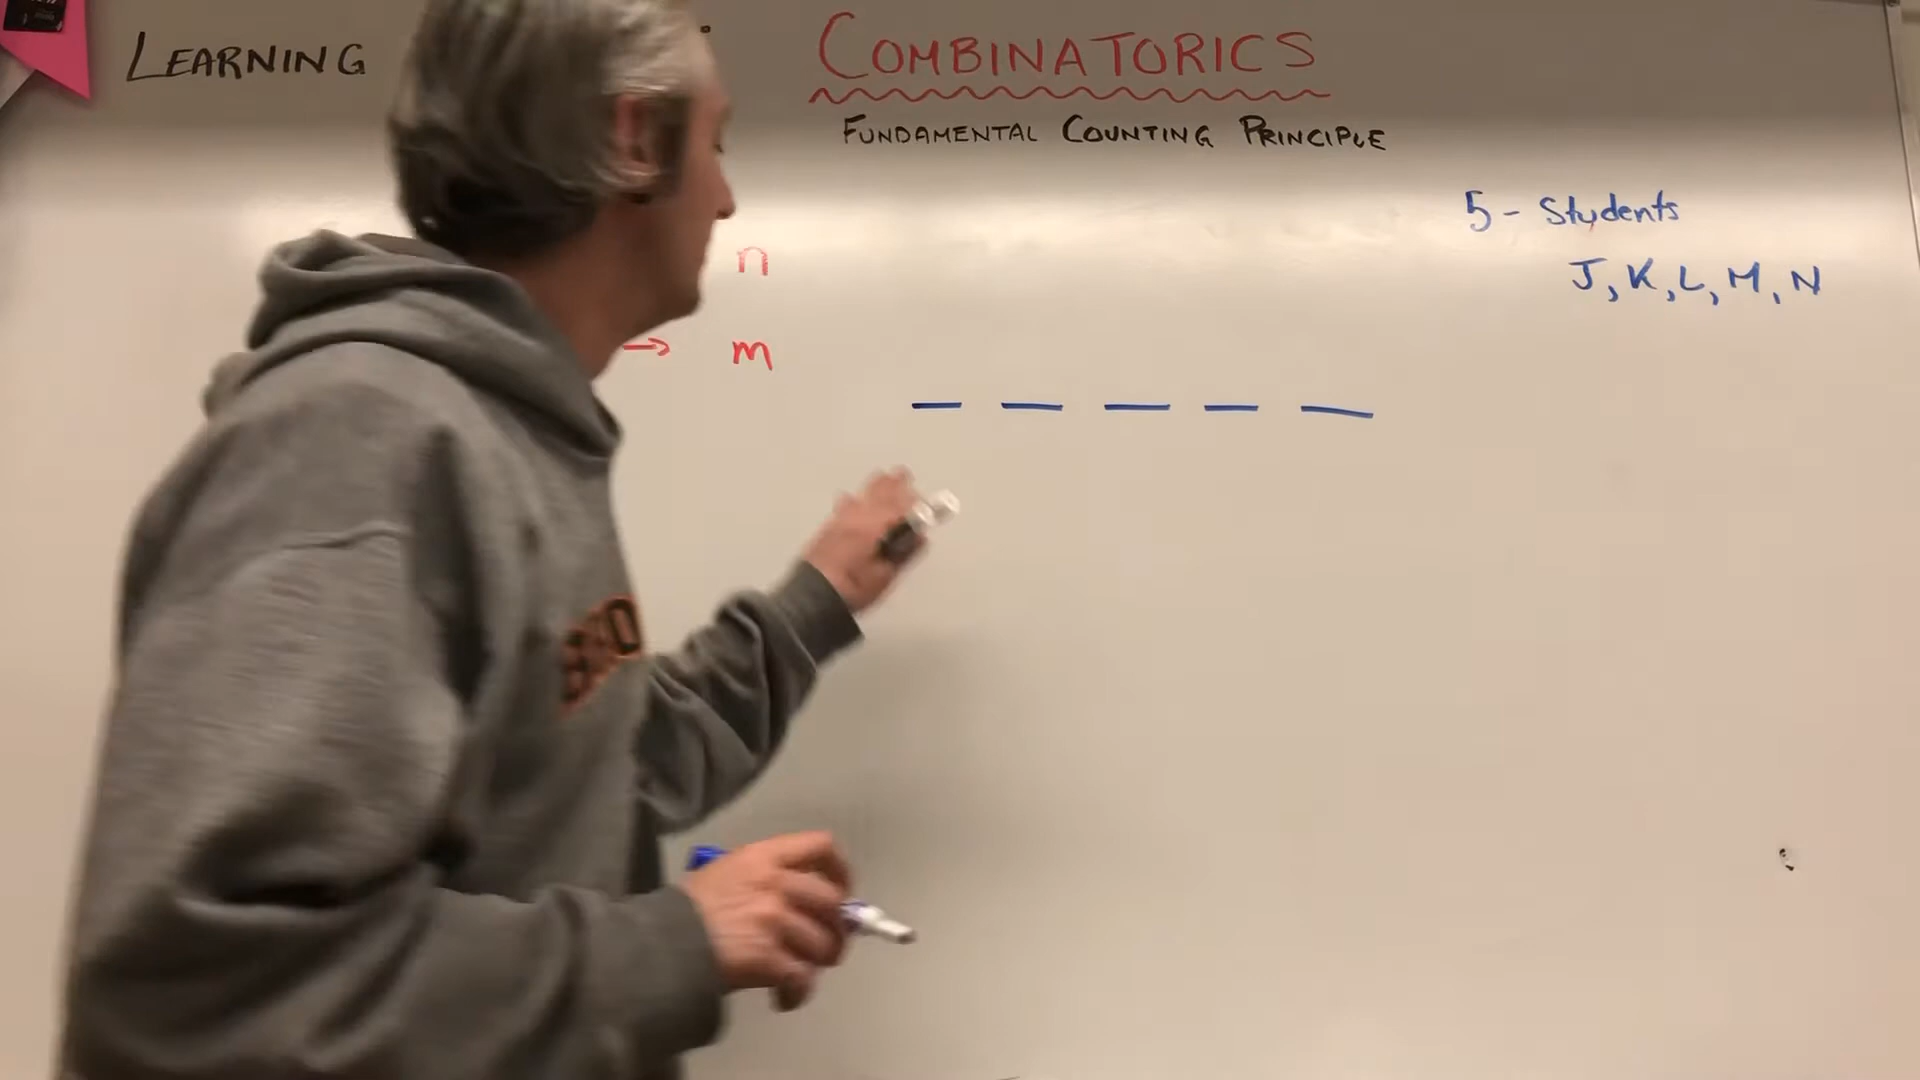 LEARNING
COMBINATORICS
FUNDAMENTAL COUNTING PRINCIPLE
5 - Students
J, K, L, M, N
n
→ m